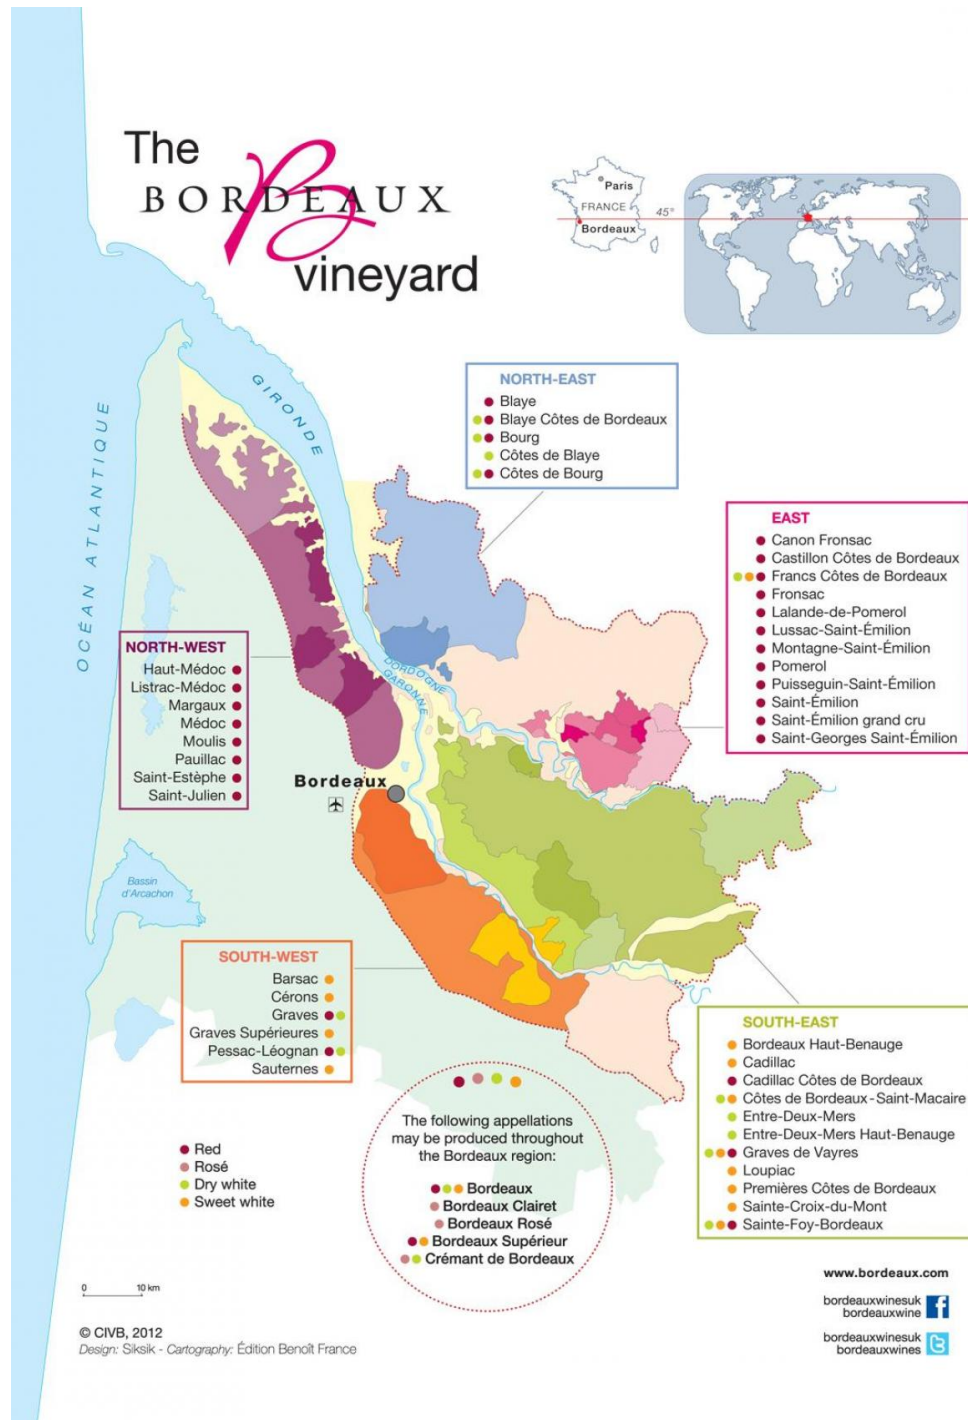 The
BORDEAUX
vineyard
Paris
FRANCE
45°
Bordeaux
OCÉAN ATLANTIQUE
GIRONDE
NORTH-EAST
Blaye
Blaye Côtes de Bordeaux
Bourg
Côtes de Blaye
Côtes de Bourg
EAST
Canon Fronsac
Castillon Côtes de Bordeaux
Francs Côtes de Bordeaux
Fronsac
Lalande-de-Pomerol
Lussac-Saint-Émilion
Montagne-Saint-Émilion
Pomerol
Puisseguin-Saint-Émilion
Saint-Émilion
Saint-Émilion grand cru
Saint-Georges Saint-Émilion
NORTH-WEST
Haut-Médoc
Listrac-Médoc
Margaux
Médoc
Moulis
Pauillac
Saint-Estèphe
Saint-Julien
DORDOGNE
GARONNE
Bordeaux
Bassin
d'Arcachon
SOUTH-WEST
Barsac
Cérons
Graves
Graves Supérieures
Pessac-Léognan
Sauternes
SOUTH-EAST
Bordeaux Haut-Benauge
Cadillac
Cadillac Côtes de Bordeaux
Côtes de Bordeaux-Saint-Macaire
Entre-Deux-Mers
Entre-Deux-Mers Haut-Benauge
Graves de Vayres
Loupiac
Premières Côtes de Bordeaux
Sainte-Croix-du-Mont
Sainte-Foy-Bordeaux
The following appellations
may be produced throughout
the Bordeaux region:
Bordeaux
Bordeaux Clairet
Bordeaux Rosé
Bordeaux Supérieur
Crémant de Bordeaux
Red
Rosé
Dry white
Sweet white
0 10 km
© CIVB, 2012
Design: Siksik - Cartography: Édition Benoît France
www.bordeaux.com
bordeauxwinesuk
bordeauxwine
bordeauxwinesuk
bordeauxwines